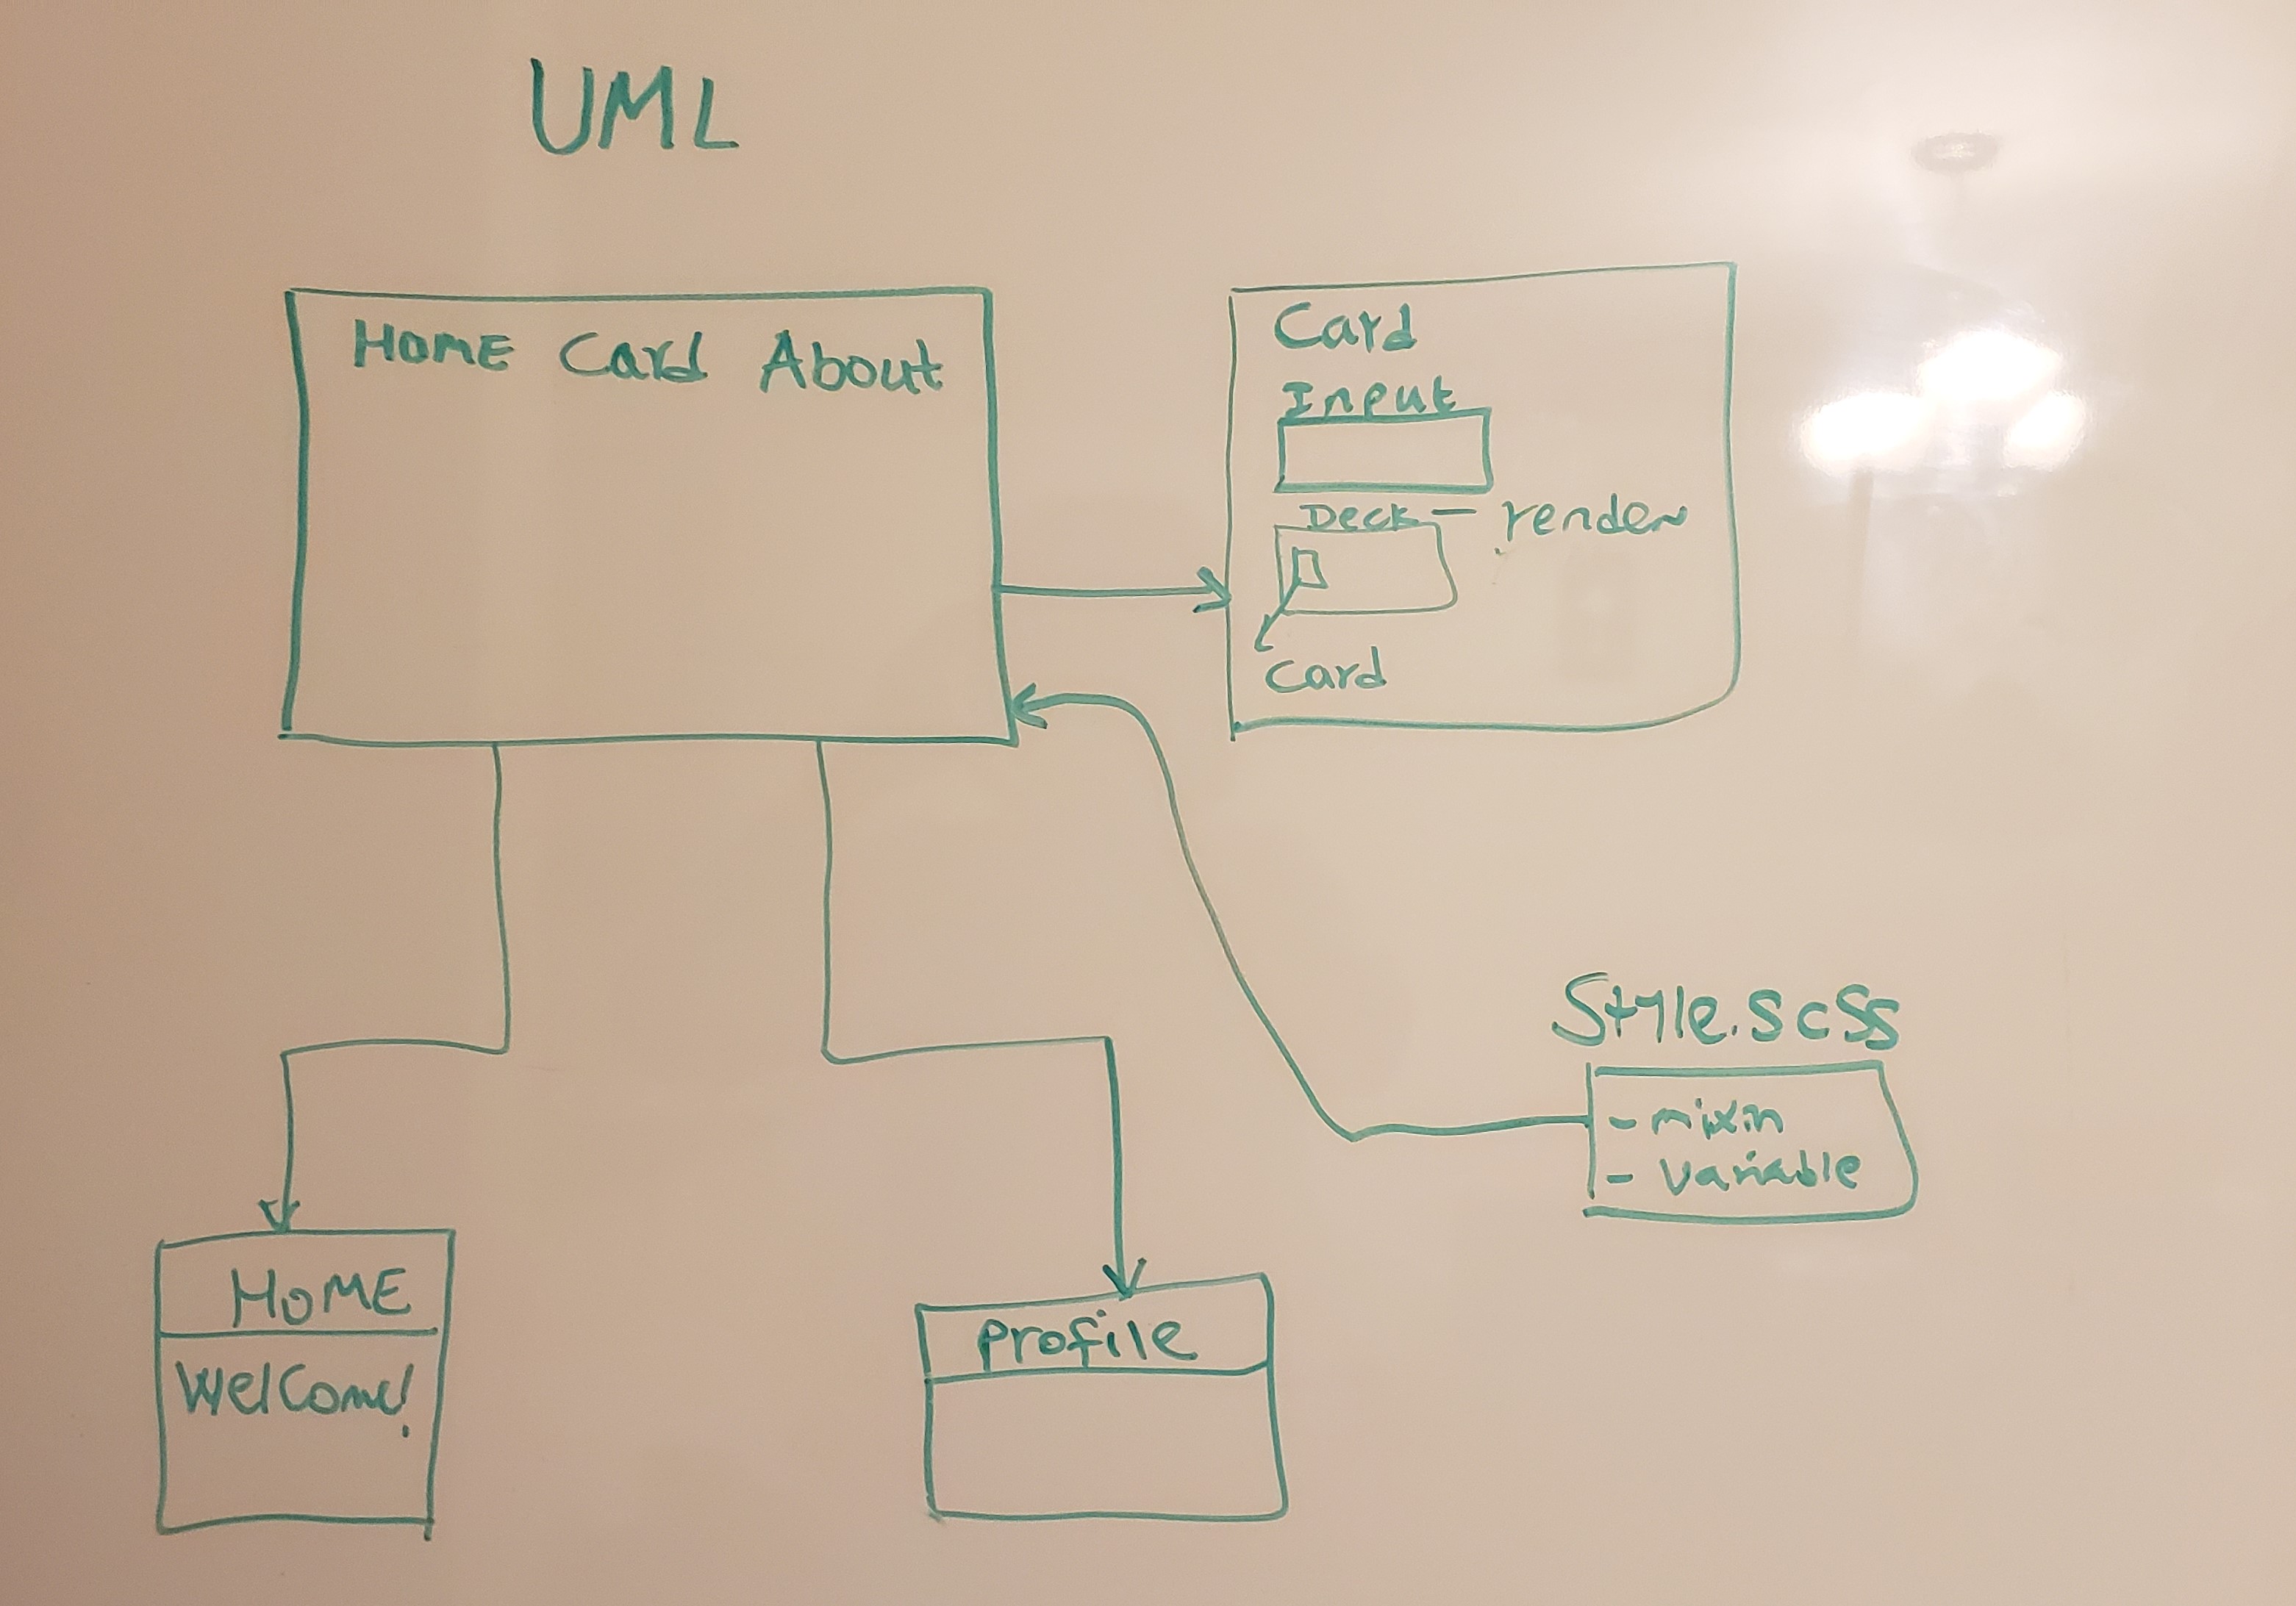 UML
HOME Card About
Card
Input
Deck - render
Card
Style.scss
- mixin
- Variable
HOME
Welcome!
Profile